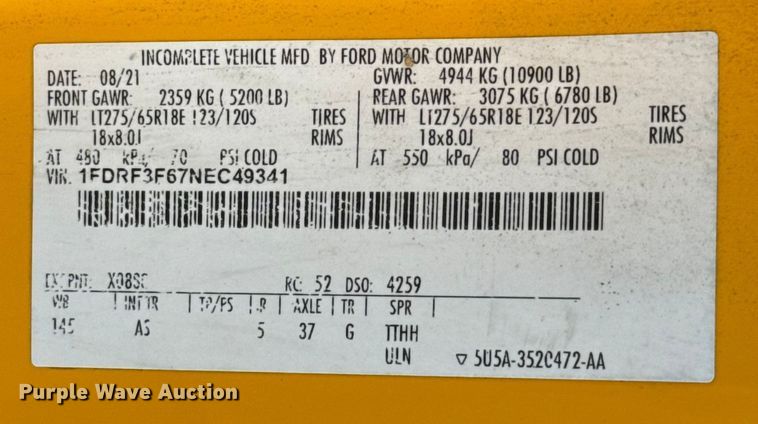 INCOMPLETE VEHICLE MFD BY FORD MOTOR COMPANY
DATE: 08/21 GVWR: 4944 KG (10900 LB)
FRONT GAWR: 2359 KG ( 5200 LB) REAR GAWR: 3075 KG ( 6780 LB)
WITH LT275/65R18E 123/120S TIRES WITH LT275/65R18E 123/120S TIRES
18x8.0J RIMS 18x8.0J RIMS
AT 480 kPa/ 70 PSI COLD AT 550 kPa/ 80 PSI COLD
VIN: 1FDRF3F67NEC49341
EXT PNT: RC: 52 DSO: 4259
WB INT TR TP/PS R AXLE TR SPR
145 AS 5 37 G TTHH
ULN ▽ 5U5A-3520472-AA
Purple Wave Auction